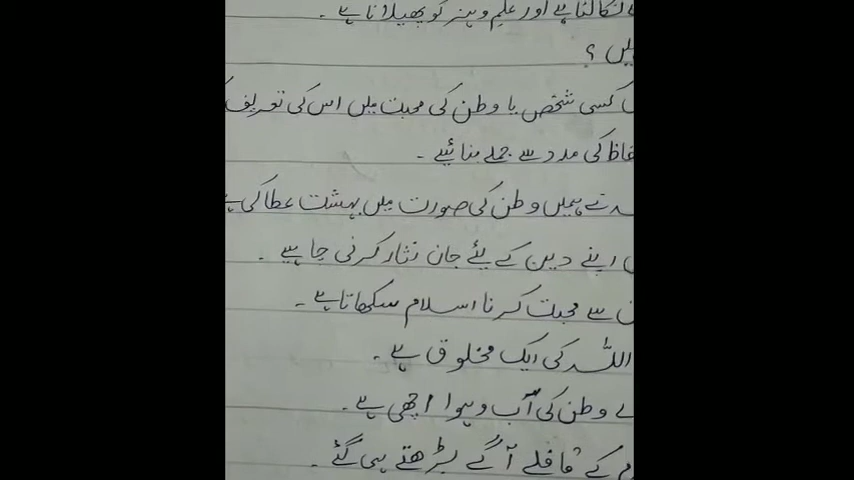 نکالنا ہے اور علم و ہنر کو پھیلانا ہے ۔
ہیں ؟
کسی شخص یا وطن کی محبت میں اس کی تعریف
الفاظ کی مدد سے جملے بنائیے ۔
نے ہمیں وطن کی صورت میں بہشت عطا کی ہے
اپنے دین کے لئے جان نثار کرنی چاہیے ۔
سے محبت کرنا اسلام سکھاتا ہے ۔
اللہ کی ایک مخلوق ہے ۔
وطن کی آب و ہوا اچھی ہے ۔
کے قافلے آگے بڑھتے ہی گئے ۔